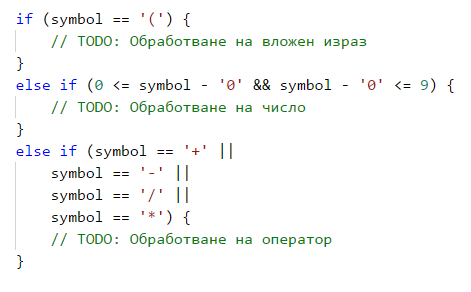 if (symbol == '(') {
    // TODO: Обработване на вложен израз
}
else if (0 <= symbol - '0' && symbol - '0' <= 9) {
    // TODO: Обработване на число
}
else if (symbol == '+' ||
    symbol == '-' ||
    symbol == '/' ||
    symbol == '*') {
    // TODO: Обработване на оператор
}